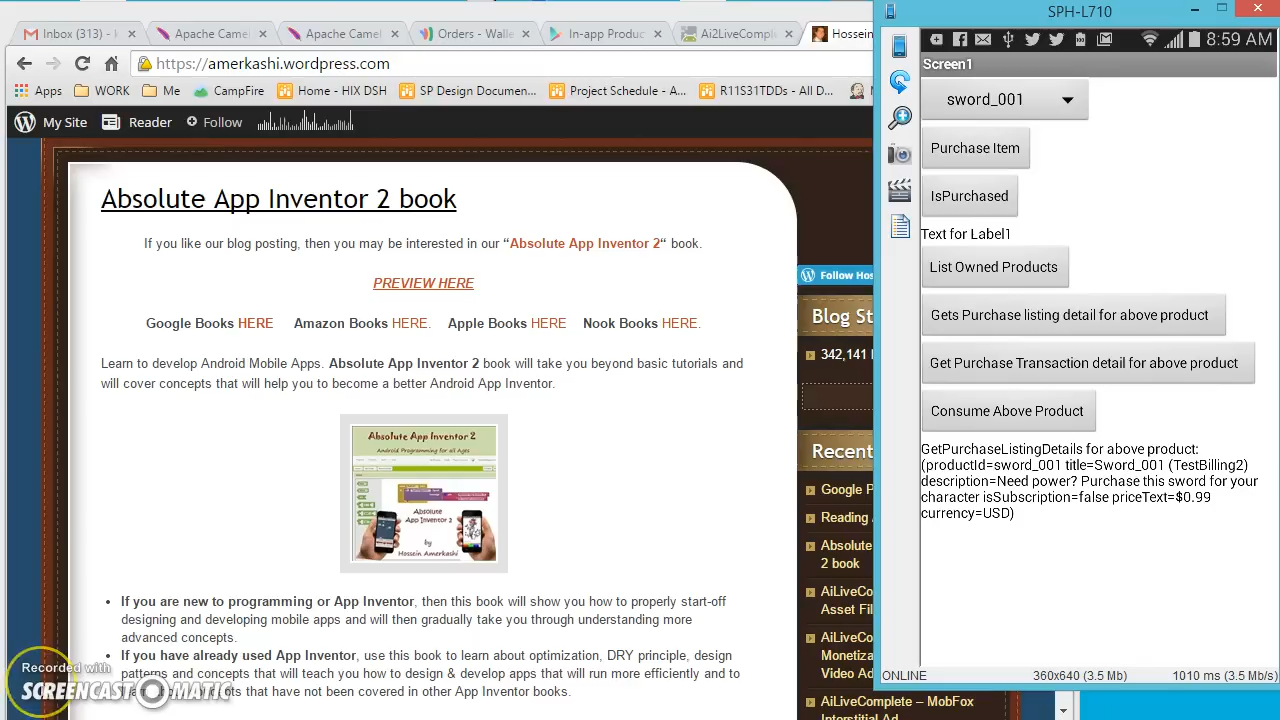 Inbox (313) - k
Apache Camel
Apache Camel
Orders - Walle
In-app Produc
Ai2LiveComple
Hossein
https://amerkashi.wordpress.com
Apps
WORK
Me
CampFire
Home - HIX DSH
SP Design Documen...
Project Schedule - A...
R11S31TDDs - All D...
My Site
Reader
Follow
Absolute App Inventor 2 book
If you like our blog posting, then you may be interested in our “Absolute App Inventor 2“ book.
PREVIEW HERE
Google Books HERE Amazon Books HERE. Apple Books HERE Nook Books HERE.
Learn to develop Android Mobile Apps. Absolute App Inventor 2 book will take you beyond basic tutorials and
will cover concepts that will help you to become a better Android App Inventor.
Absolute App Inventor 2
Android Programming for all Ages
Absolute
App Inventor 2
by
Hossein Amerkashi
• If you are new to programming or App Inventor, then this book will show you how to properly start-off
designing and developing mobile apps and will then gradually take you through understanding more
advanced concepts.
• If you have already used App Inventor, use this book to learn about optimization, DRY principle, design
patterns and concepts that will teach you how to design & develop apps that will run more efficiently and to
that have not been covered in other App Inventor books.
Follow Hos
Blog St
342,141
Recent
Google P
Reading
Absolute
2 book
AiLiveCo
Asset Fil
AiLiveCo
Monetiza
Video Ad
AiLiveComplete – MobFox
Interstitial Ad
SPH-L710
8:59 AM
Screen1
sword_001
Purchase Item
IsPurchased
Text for Label1
List Owned Products
Gets Purchase listing detail for above product
Get Purchase Transaction detail for above product
Consume Above Product
GetPurchaseListingDetails for above product:
(productId=sword_001 title=Sword_001 (TestBilling2)
description=Need power? Purchase this sword for your
character isSubscription=false priceText=$0.99
currency=USD)
ONLINE
360x640 (3.5 Mb)
1010 ms (3.5 Mb/s)
Recorded with
SCREENCAST-O-MATIC